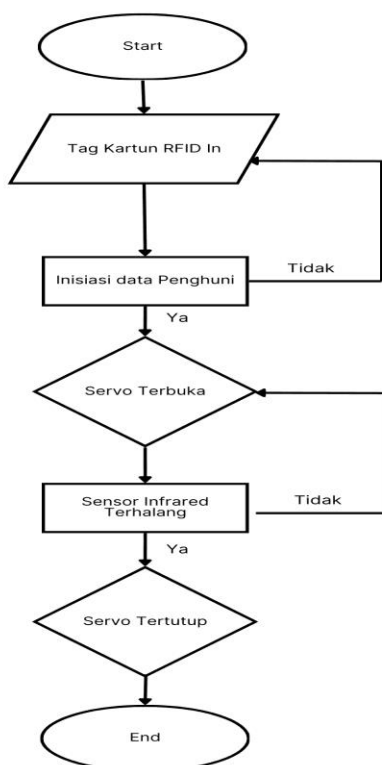 Start
Tag Kartun RFID In
Inisiasi data Penghuni
Tidak
Ya
Servo Terbuka
Sensor Infrared
Terhalang
Tidak
Ya
Servo Tertutup
End